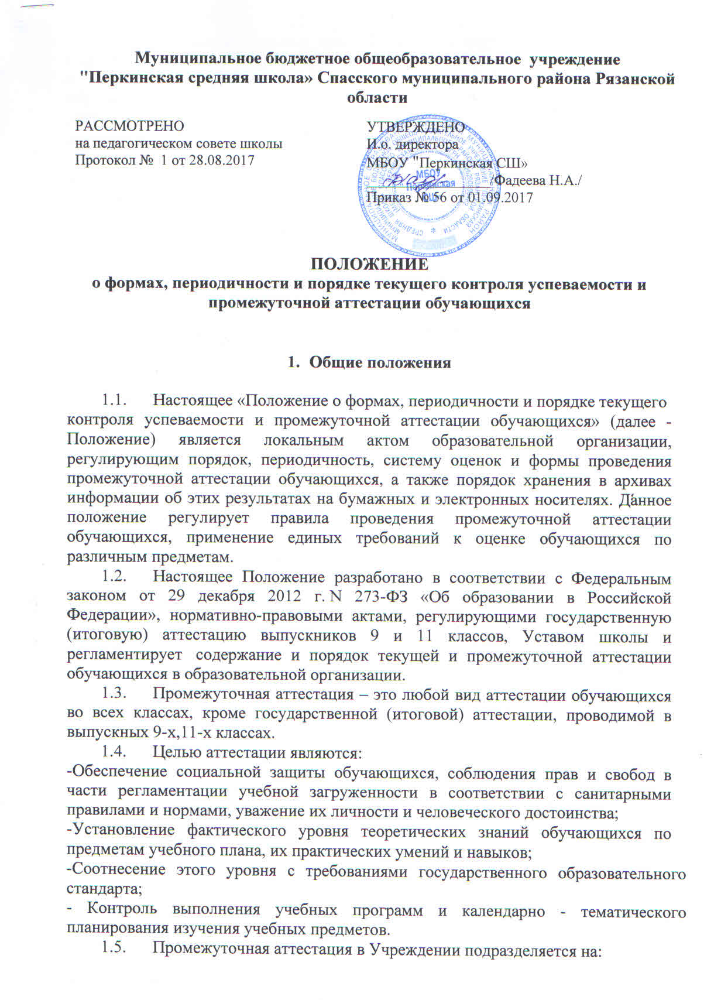 Муниципальное бюджетное общеобразовательное учреждение
"Перкинская средняя школа» Спасского муниципального района Рязанской
области
РАССМОТРЕНО
на педагогическом совете школы
Протокол № 1 от 28.08.2017
УТВЕРЖДЕНО
И.о. директора
МБОУ "Перкинская СШ»
/Фадеева Н.А./
Приказ № 56 от 01.09.2017
МБОУ
Перкинская
СШ
ПОЛОЖЕНИЕ
о формах, периодичности и порядке текущего контроля успеваемости и
промежуточной аттестации обучающихся
1. Общие положения
1.1. Настоящее «Положение о формах, периодичности и порядке текущего
контроля успеваемости и промежуточной аттестации обучающихся» (далее -
Положение) является локальным актом образовательной организации,
регулирующим порядок, периодичность, систему оценок и формы проведения
промежуточной аттестации обучающихся, а также порядок хранения в архивах
информации об этих результатах на бумажных и электронных носителях. Данное
положение регулирует правила проведения промежуточной аттестации
обучающихся, применение единых требований к оценке обучающихся по
различным предметам.
1.2. Настоящее Положение разработано в соответствии с Федеральным
законом от 29 декабря 2012 г. N 273-ФЗ «Об образовании в Российской
Федерации», нормативно-правовыми актами, регулирующими государственную
(итоговую) аттестацию выпускников 9 и 11 классов, Уставом школы и
регламентирует содержание и порядок текущей и промежуточной аттестации
обучающихся в образовательной организации.
1.3. Промежуточная аттестация – это любой вид аттестации обучающихся
во всех классах, кроме государственной (итоговой) аттестации, проводимой в
выпускных 9-х,11-х классах.
1.4. Целью аттестации являются:
-Обеспечение социальной защиты обучающихся, соблюдения прав и свобод в
части регламентации учебной загруженности в соответствии с санитарными
правилами и нормами, уважение их личности и человеческого достоинства;
-Установление фактического уровня теоретических знаний обучающихся по
предметам учебного плана, их практических умений и навыков;
-Соотнесение этого уровня с требованиями государственного образовательного
стандарта;
- Контроль выполнения учебных программ и календарно - тематического
планирования изучения учебных предметов.
1.5. Промежуточная аттестация в Учреждении подразделяется на: